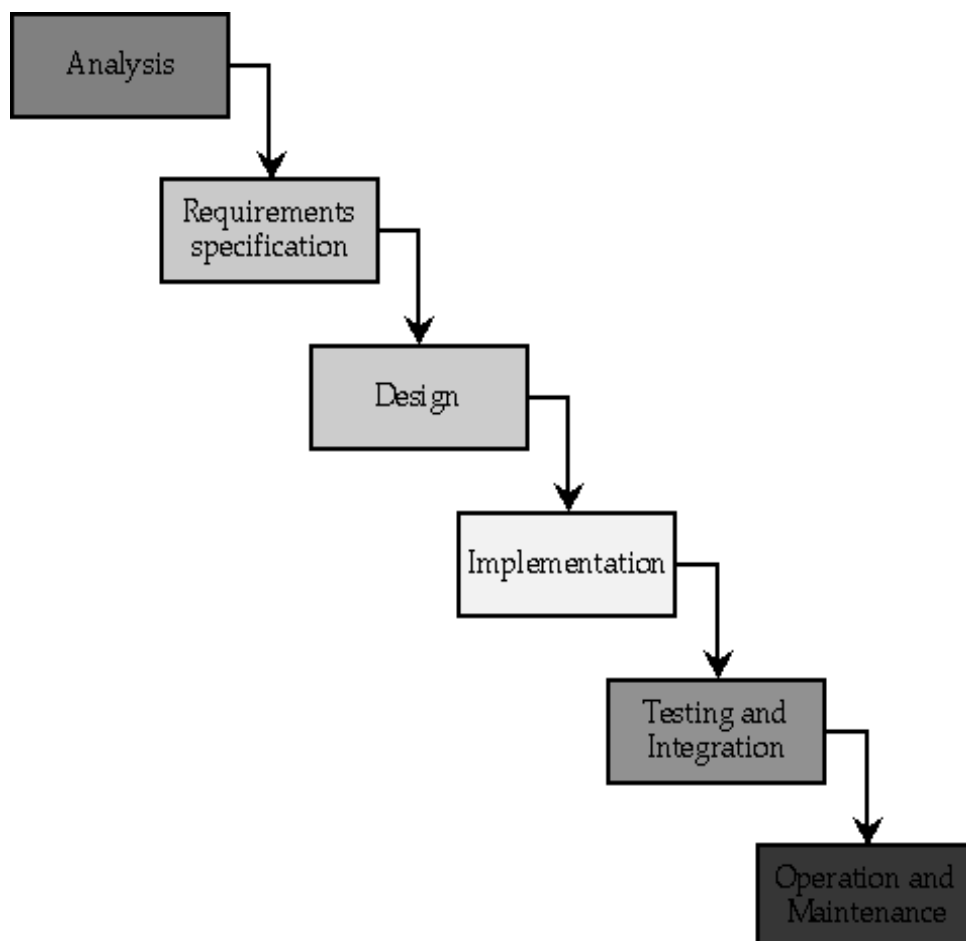 Analysis
Requirements
specification
Design
Implementation
Testing and
Integration
Operation and
Maintenance